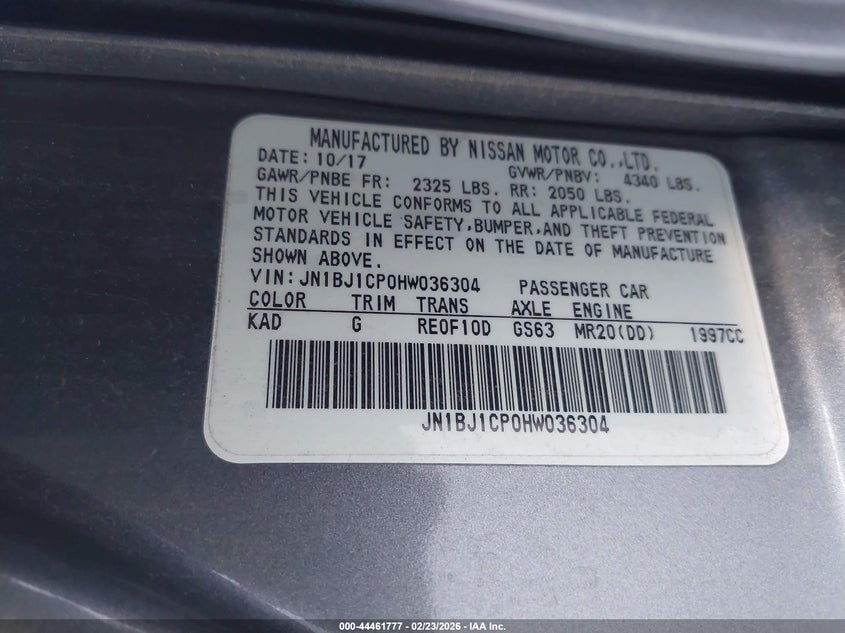 MANUFACTURED BY NISSAN MOTOR CO.,LTD.
DATE: 10/17 GVWR/PNBV: 4340 LBS.
GAWR/PNBE FR: 2325 LBS. RR: 2050 LBS.
THIS VEHICLE CONFORMS TO ALL APPLICABLE FEDERAL
MOTOR VEHICLE SAFETY,BUMPER,AND THEFT PREVENTION
STANDARDS IN EFFECT ON THE DATE OF MANUFACTURE
SHOWN ABOVE.
VIN:JN1BJ1CP0HW036304 PASSENGER CAR
COLOR TRIM TRANS AXLE ENGINE
KAD G RE0F10D GS63 MR20(DD) 1997CC
JN1BJ1CP0HW036304
000-44461777 - 02/23/2026 - IAA Inc.